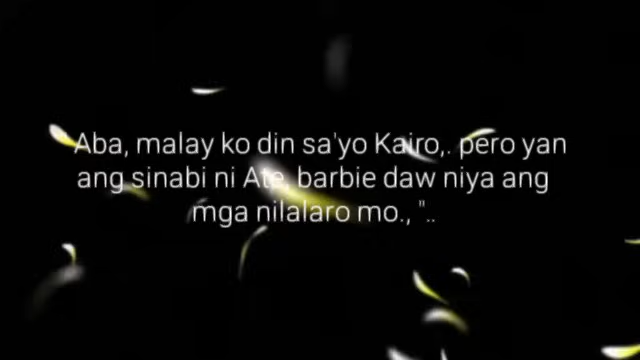 " Aba, malay ko din sa'yo Kairo,. pero yan
ang sinabi ni Ate, barbie daw niya ang
mga nilalaro mo., "..